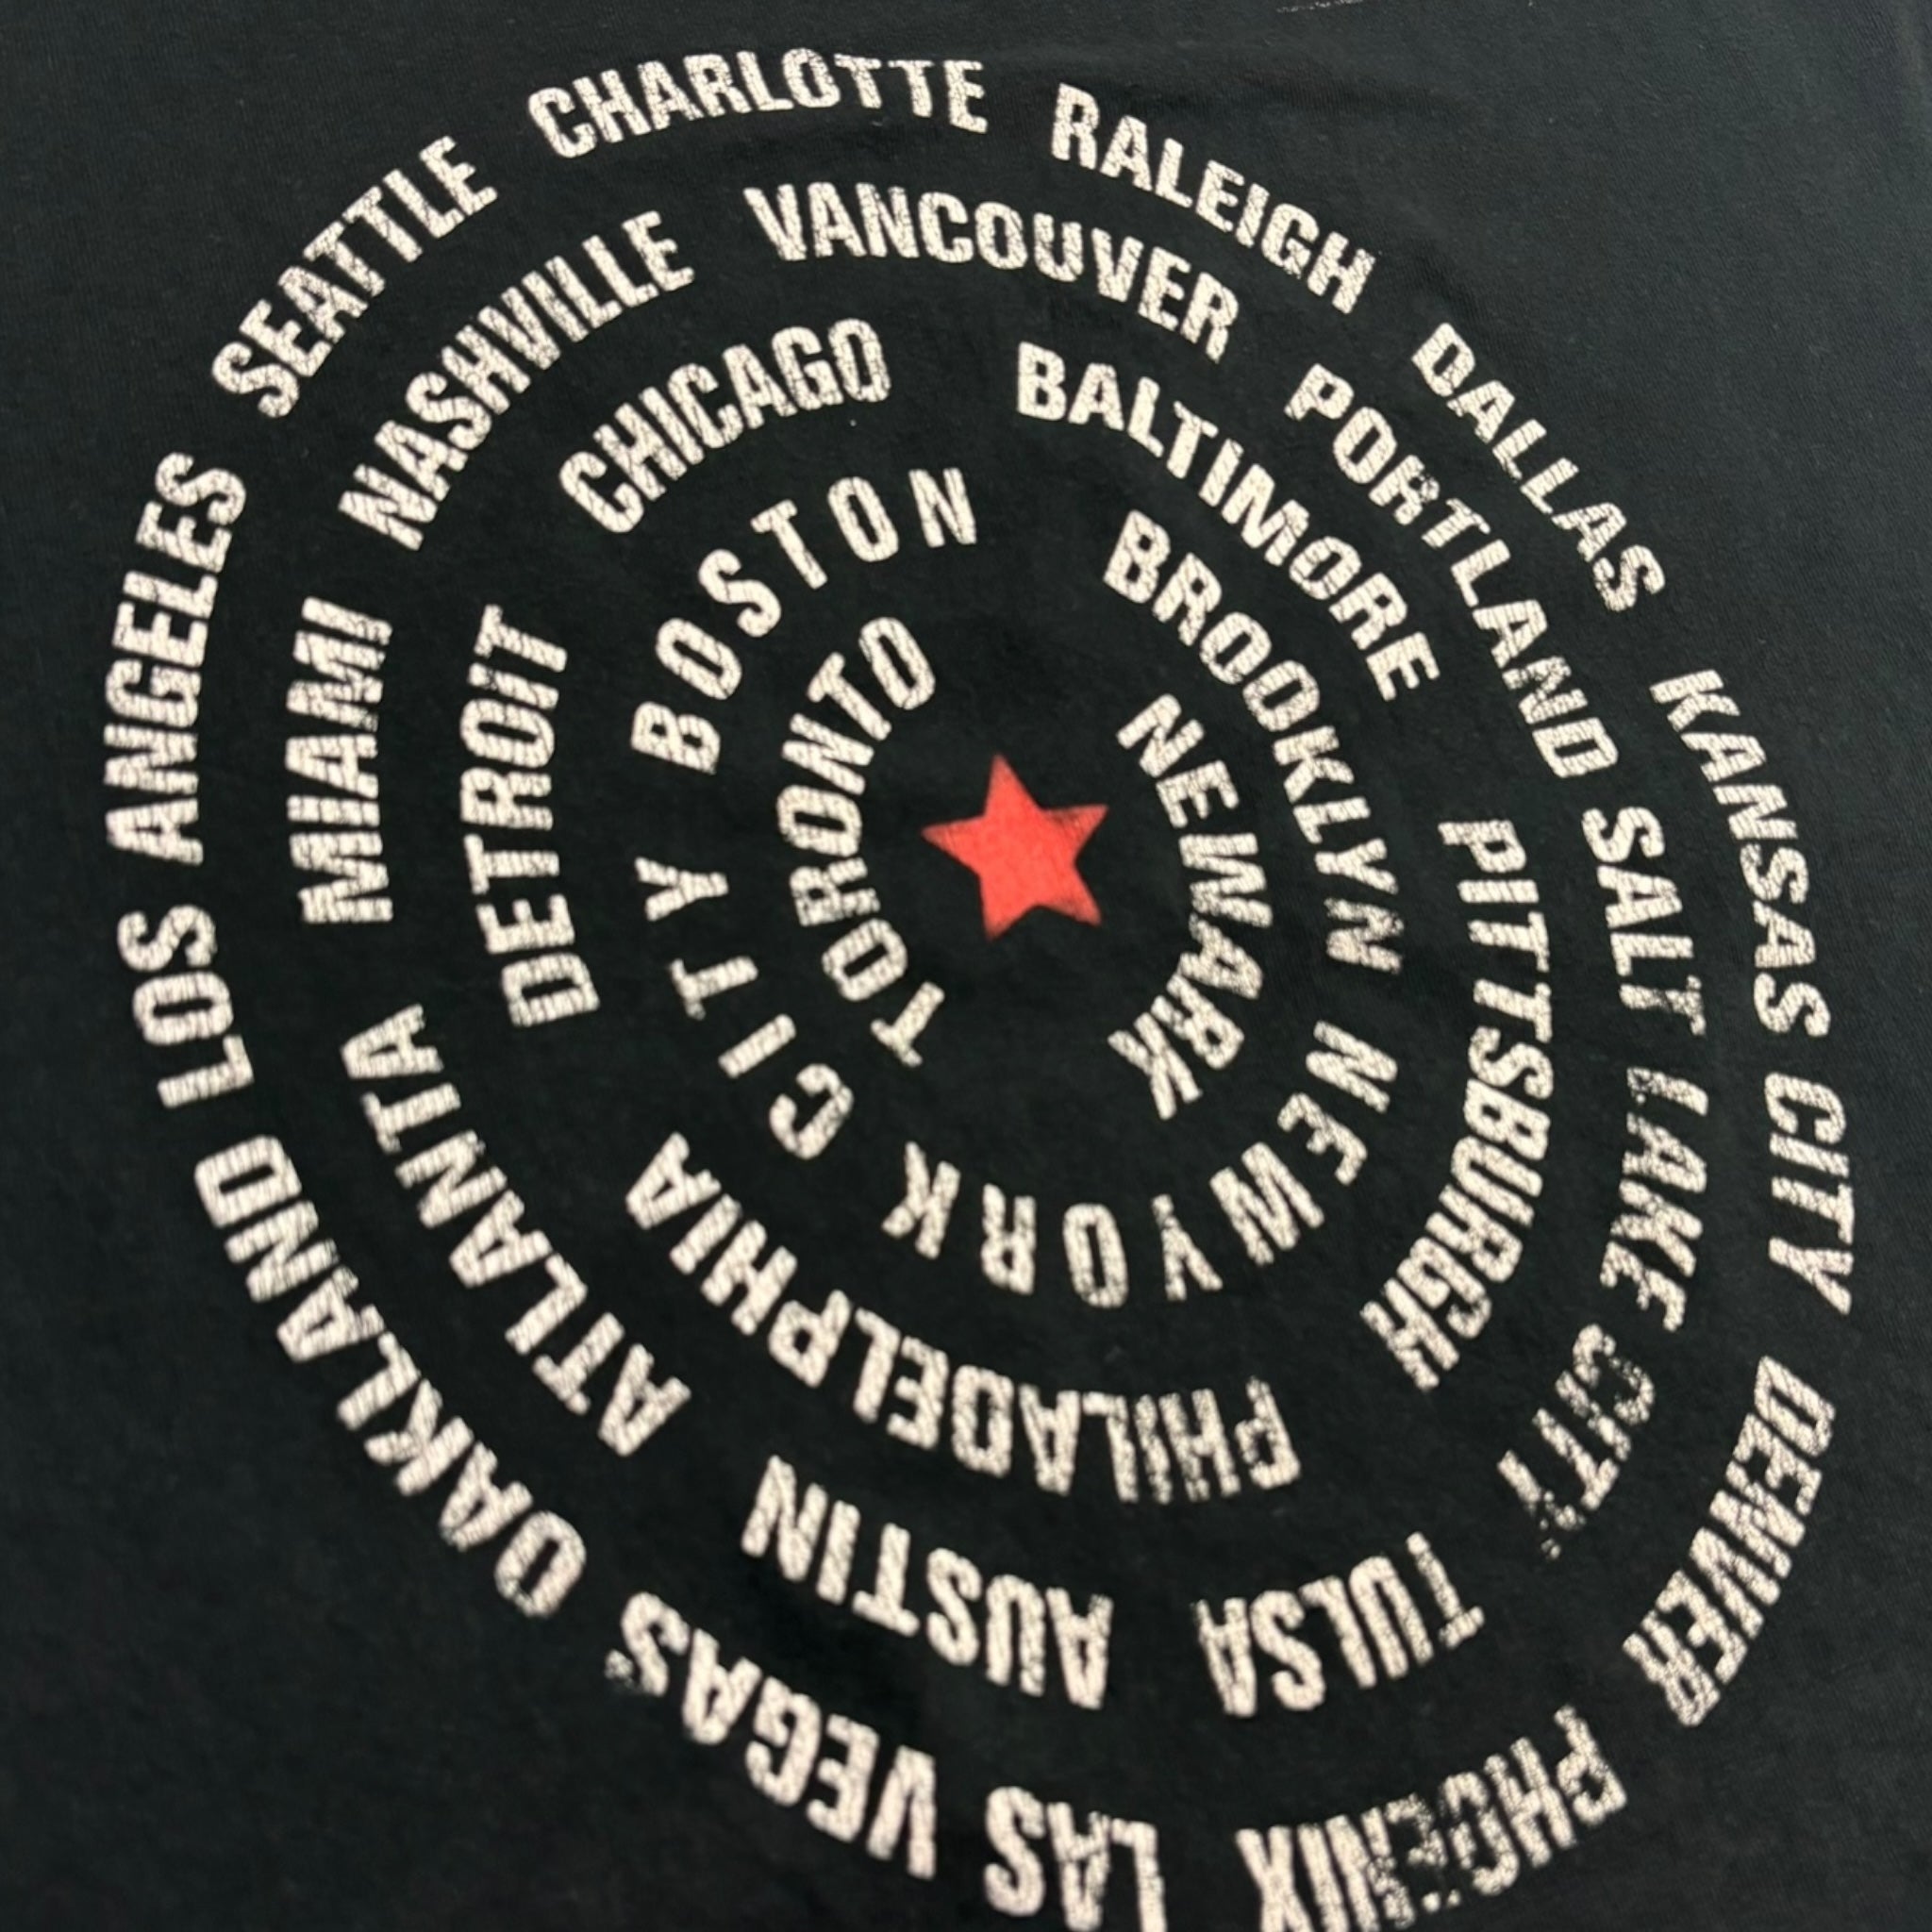 SEATTLE CHARLOTTE RALEIGH DALLAS KANSAS CITY DENVER PHOENIX LAS VEGAS OAKLAND LOS ANGELES
NASHVILLE VANCOUVER PORTLAND SALT LAKE CITY TULSA AUSTIN ATLANTA MIAMI
CHICAGO BALTIMORE PITTSBURGH PHILADELPHIA DETROIT
BOSTON BROOKLYN NEW YORK CITY
TORONTO NEWARK